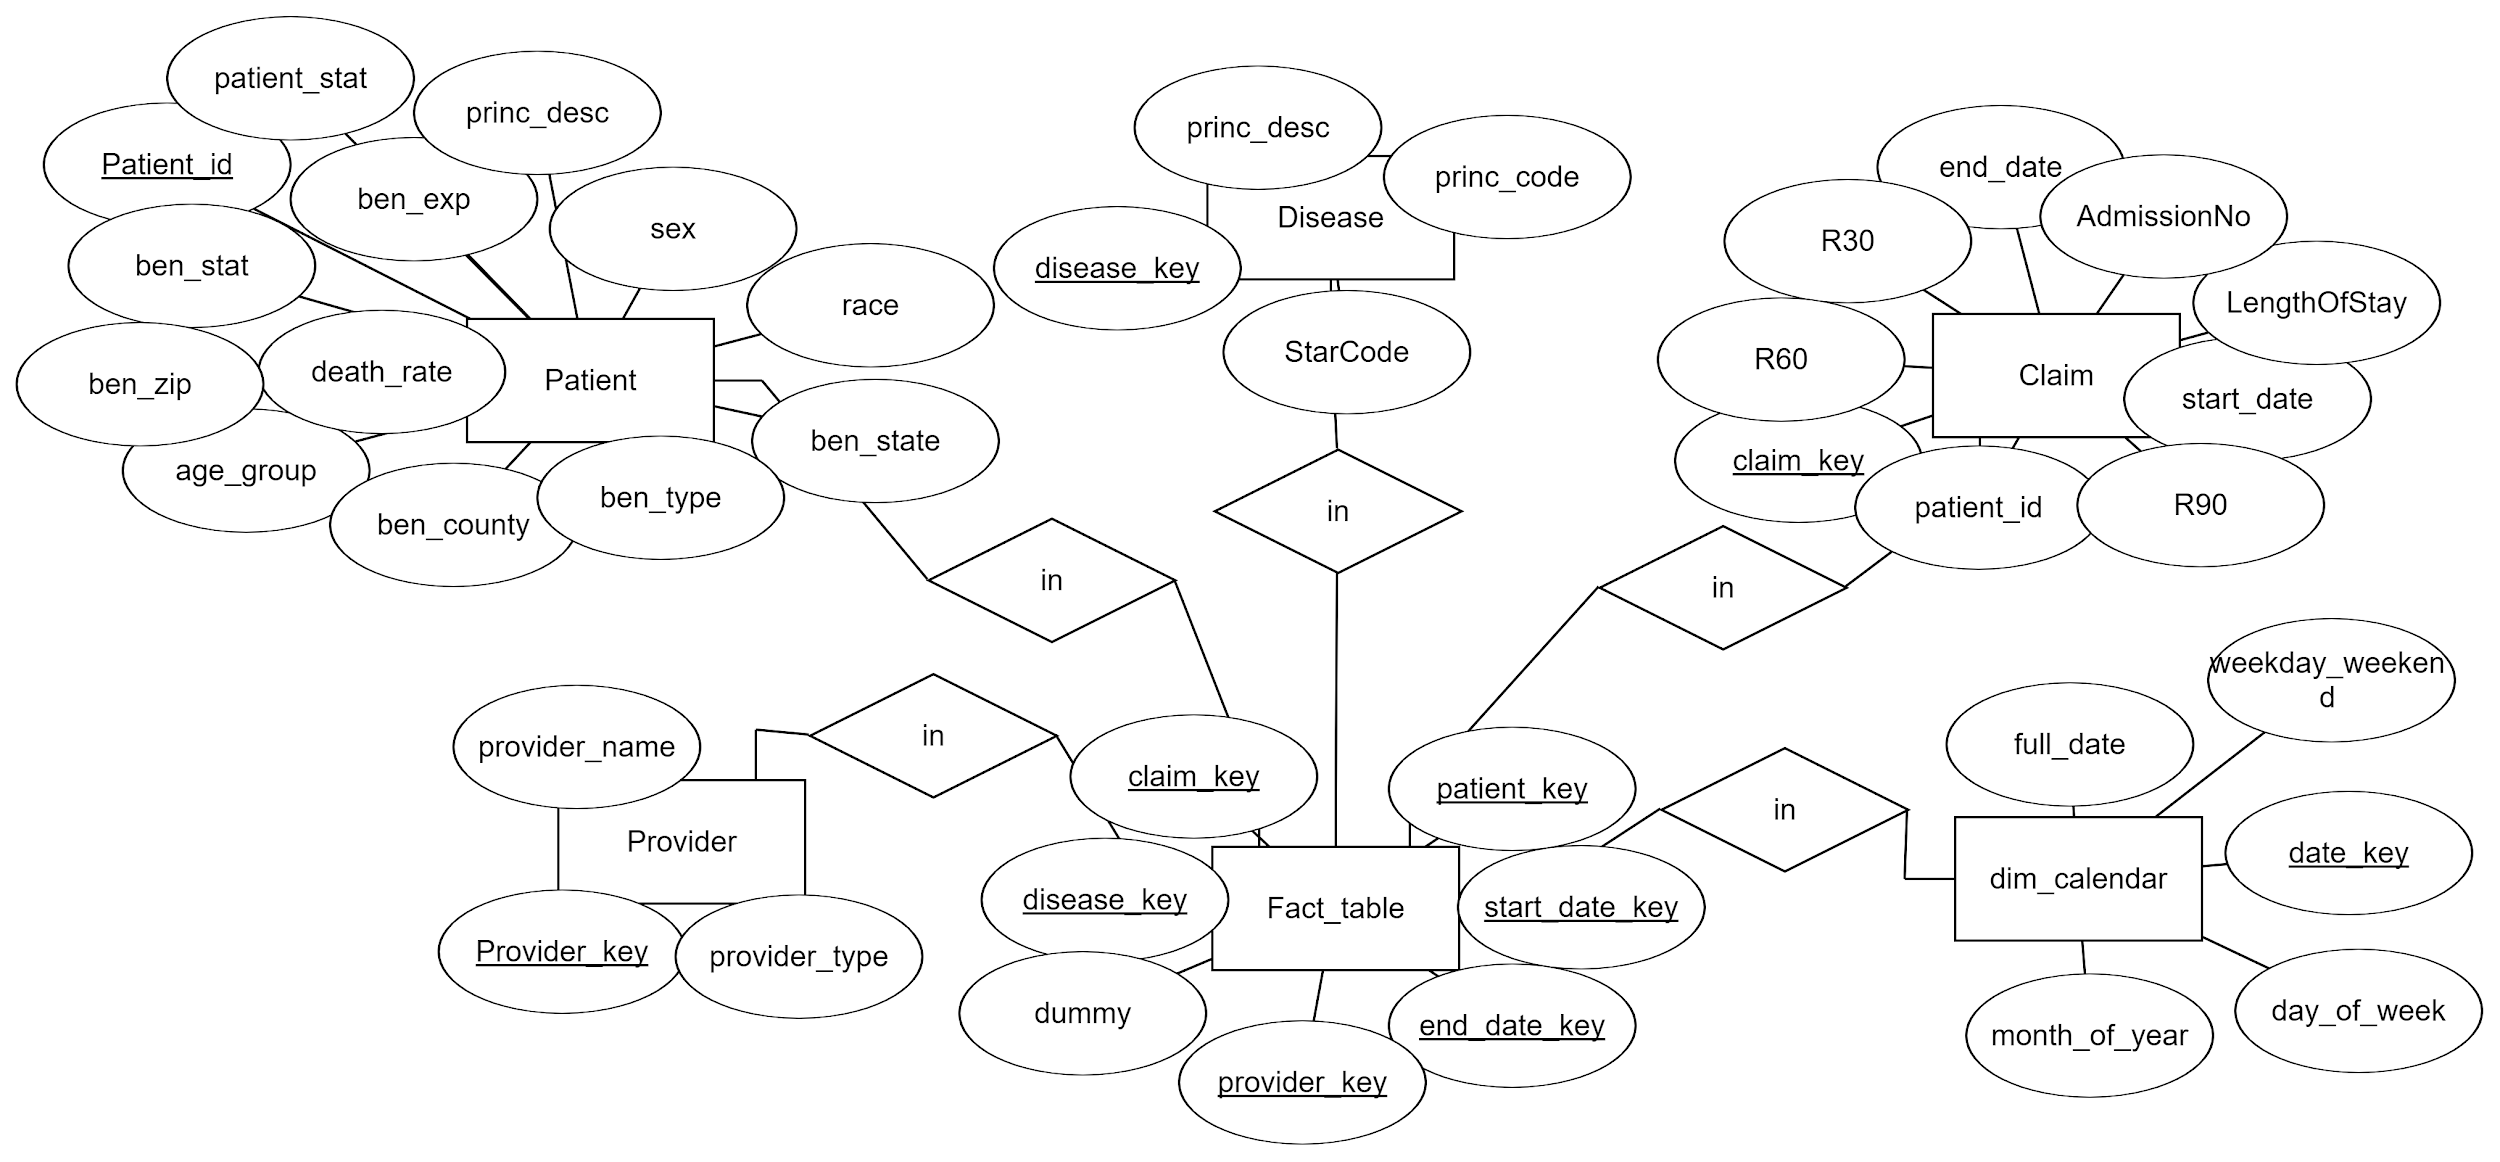 patient_stat
princ_desc
Patient_id
ben_exp
sex
ben_stat
race
ben_zip
death_rate
Patient
age_group
ben_county
ben_type
ben_state
princ_desc
princ_code
Disease
disease_key
StarCode
end_date
AdmissionNo
R30
LengthOfStay
R60
Claim
start_date
claim_key
patient_id
R90
in
in
in
in
in
provider_name
Provider
Provider_key
provider_type
claim_key
patient_key
disease_key
Fact_table
start_date_key
dummy
end_date_key
provider_key
weekday_weeken
d
full_date
date_key
dim_calendar
day_of_week
month_of_year